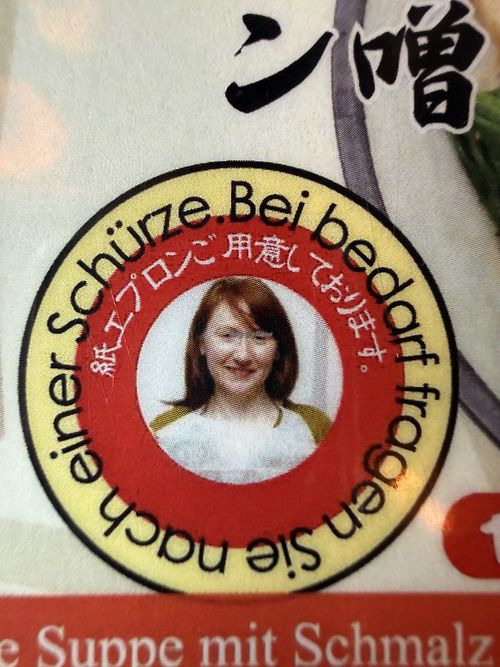 ン噌
Bei bedarf fragen Sie nach einer Schürze.
紙エプロンご用意しております。
e Suppe mit Schmalz